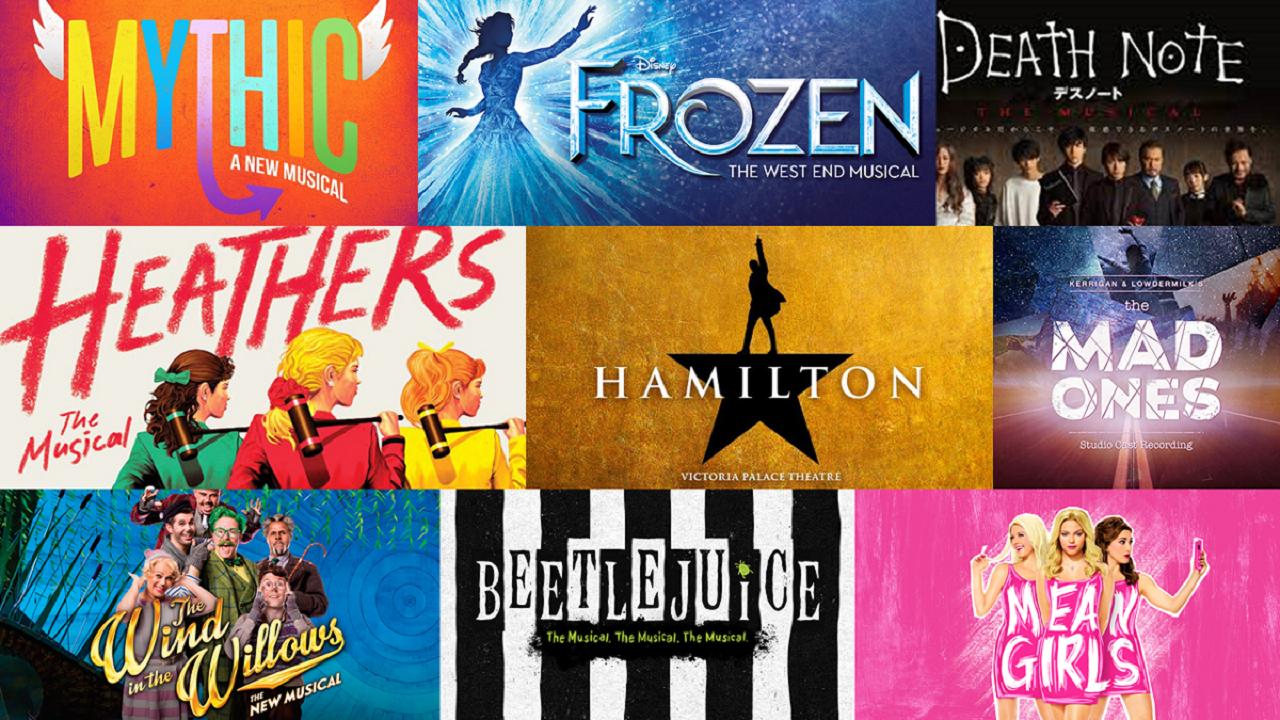 MYTHIC
A NEW MUSICAL
Disney
FROZEN
THE WEST END MUSICAL
DEATH NOTE
デスノート
THE MUSICAL
HEATHERS
The
Musical
HAMILTON
VICTORIA PALACE THEATRE
KERRIGAN & LOWDERMILK'S
the
MAD
ONES
Studio Cast Recording
The
Wind
in the Willows
THE
NEW MUSICAL
BEETLEJUICE
The Musical. The Musical. The Musical.
MEAN
GIRLS